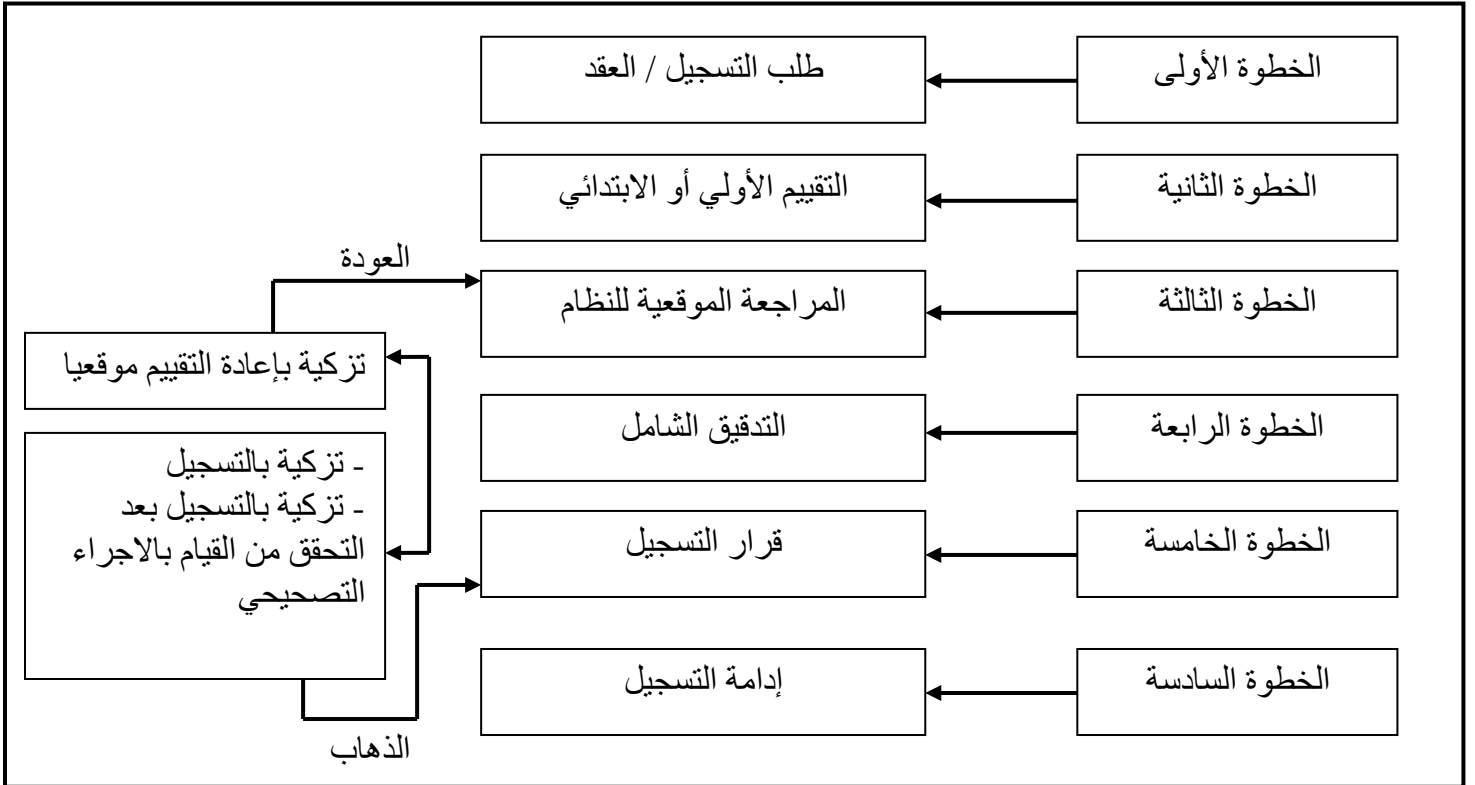 الخطوة الأولى
طلب التسجيل / العقد
الخطوة الثانية
التقييم الأولي أو الابتدائي
العودة
الخطوة الثالثة
المراجعة الموقعية للنظام
تزكية بإعادة التقييم موقعيا
الخطوة الرابعة
التدقيق الشامل
- تزكية بالتسجيل
- تزكية بالتسجيل بعد
التحقق من القيام بالاجراء
التصحيحي
الخطوة الخامسة
قرار التسجيل
الخطوة السادسة
إدامة التسجيل
الذهاب